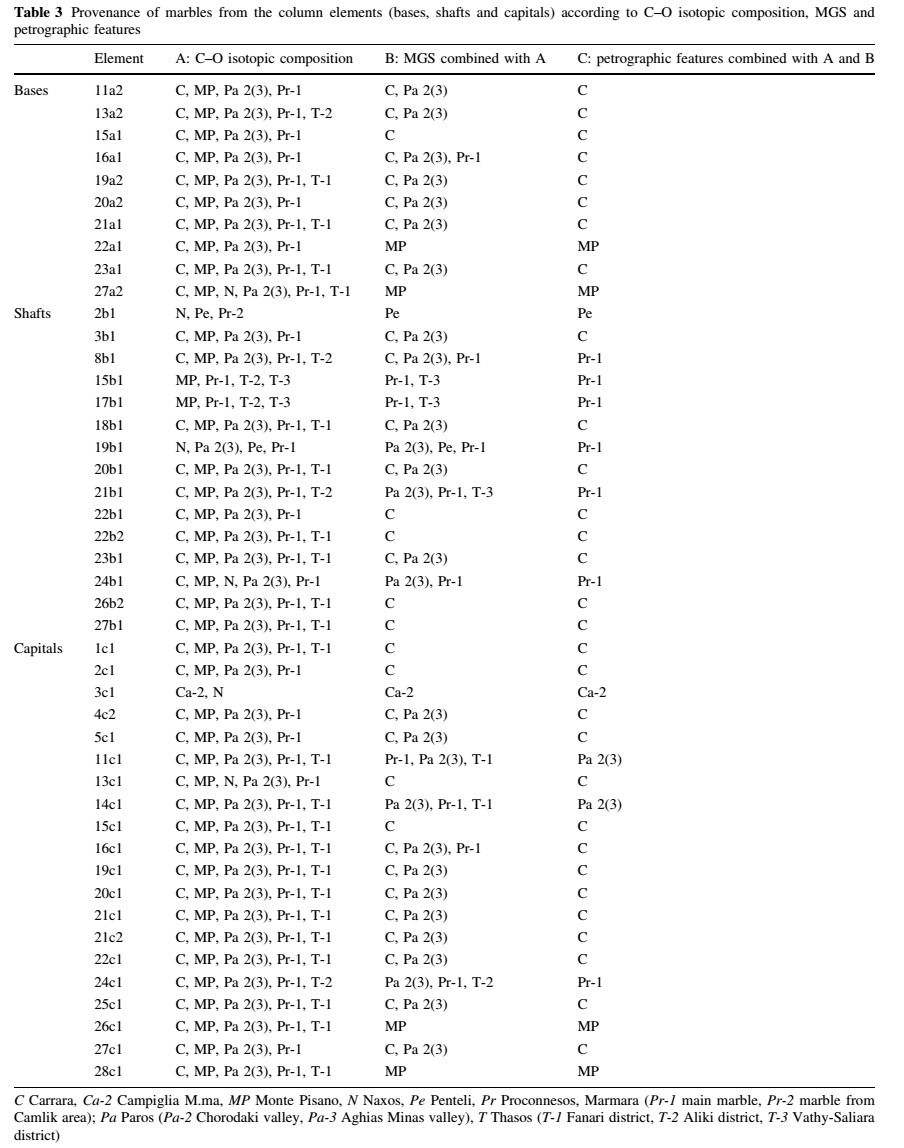 Table 3 Provenance of marbles from the column elements (bases, shafts and capitals) according to C–O isotopic composition, MGS and
petrographic features
Element A: C–O isotopic composition B: MGS combined with A C: petrographic features combined with A and B
Bases 11a2 C, MP, Pa 2(3), Pr-1 C, Pa 2(3) C
13a2 C, MP, Pa 2(3), Pr-1, T-2 C, Pa 2(3) C
15a1 C, MP, Pa 2(3), Pr-1 C C
16a1 C, MP, Pa 2(3), Pr-1 C, Pa 2(3), Pr-1 C
19a2 C, MP, Pa 2(3), Pr-1, T-1 C, Pa 2(3) C
20a2 C, MP, Pa 2(3), Pr-1 C, Pa 2(3) C
21a1 C, MP, Pa 2(3), Pr-1, T-1 C, Pa 2(3) C
22a1 C, MP, Pa 2(3), Pr-1 MP MP
23a1 C, MP, Pa 2(3), Pr-1, T-1 C, Pa 2(3) C
27a2 C, MP, N, Pa 2(3), Pr-1, T-1 MP MP
Shafts 2b1 N, Pe, Pr-2 Pe Pe
3b1 C, MP, Pa 2(3), Pr-1 C, Pa 2(3) C
8b1 C, MP, Pa 2(3), Pr-1, T-2 C, Pa 2(3), Pr-1 Pr-1
15b1 MP, Pr-1, T-2, T-3 Pr-1, T-3 Pr-1
17b1 MP, Pr-1, T-2, T-3 Pr-1, T-3 Pr-1
18b1 C, MP, Pa 2(3), Pr-1, T-1 C, Pa 2(3) C
19b1 N, Pa 2(3), Pe, Pr-1 Pa 2(3), Pe, Pr-1 Pr-1
20b1 C, MP, Pa 2(3), Pr-1, T-1 C, Pa 2(3) C
21b1 C, MP, Pa 2(3), Pr-1, T-2 Pa 2(3), Pr-1, T-3 Pr-1
22b1 C, MP, Pa 2(3), Pr-1 C C
22b2 C, MP, Pa 2(3), Pr-1, T-1 C C
23b1 C, MP, Pa 2(3), Pr-1, T-1 C, Pa 2(3) C
24b1 C, MP, N, Pa 2(3), Pr-1 Pa 2(3), Pr-1 Pr-1
26b2 C, MP, Pa 2(3), Pr-1, T-1 C C
27b1 C, MP, Pa 2(3), Pr-1, T-1 C C
Capitals 1c1 C, MP, Pa 2(3), Pr-1, T-1 C C
2c1 C, MP, Pa 2(3), Pr-1 C C
3c1 Ca-2, N Ca-2 Ca-2
4c2 C, MP, Pa 2(3), Pr-1 C, Pa 2(3) C
5c1 C, MP, Pa 2(3), Pr-1 C, Pa 2(3) C
11c1 C, MP, Pa 2(3), Pr-1, T-1 Pr-1, Pa 2(3), T-1 Pa 2(3)
13c1 C, MP, N, Pa 2(3), Pr-1 C C
14c1 C, MP, Pa 2(3), Pr-1, T-1 Pa 2(3), Pr-1, T-1 Pa 2(3)
15c1 C, MP, Pa 2(3), Pr-1, T-1 C C
16c1 C, MP, Pa 2(3), Pr-1, T-1 C, Pa 2(3), Pr-1 C
19c1 C, MP, Pa 2(3), Pr-1, T-1 C, Pa 2(3) C
20c1 C, MP, Pa 2(3), Pr-1, T-1 C, Pa 2(3) C
21c1 C, MP, Pa 2(3), Pr-1, T-1 C, Pa 2(3) C
21c2 C, MP, Pa 2(3), Pr-1, T-1 C, Pa 2(3) C
22c1 C, MP, Pa 2(3), Pr-1, T-1 C, Pa 2(3) C
24c1 C, MP, Pa 2(3), Pr-1, T-2 Pa 2(3), Pr-1, T-2 Pr-1
25c1 C, MP, Pa 2(3), Pr-1, T-1 C, Pa 2(3) C
26c1 C, MP, Pa 2(3), Pr-1, T-1 MP MP
27c1 C, MP, Pa 2(3), Pr-1 C, Pa 2(3) C
28c1 C, MP, Pa 2(3), Pr-1, T-1 MP MP
C Carrara, Ca-2 Campiglia M.ma, MP Monte Pisano, N Naxos, Pe Penteli, Pr Proconnesos, Marmara (Pr-1 main marble, Pr-2 marble from
Camlik area); Pa Paros (Pa-2 Chorodaki valley, Pa-3 Aghias Minas valley), T Thasos (T-1 Fanari district, T-2 Aliki district, T-3 Vathy-Saliara
district)